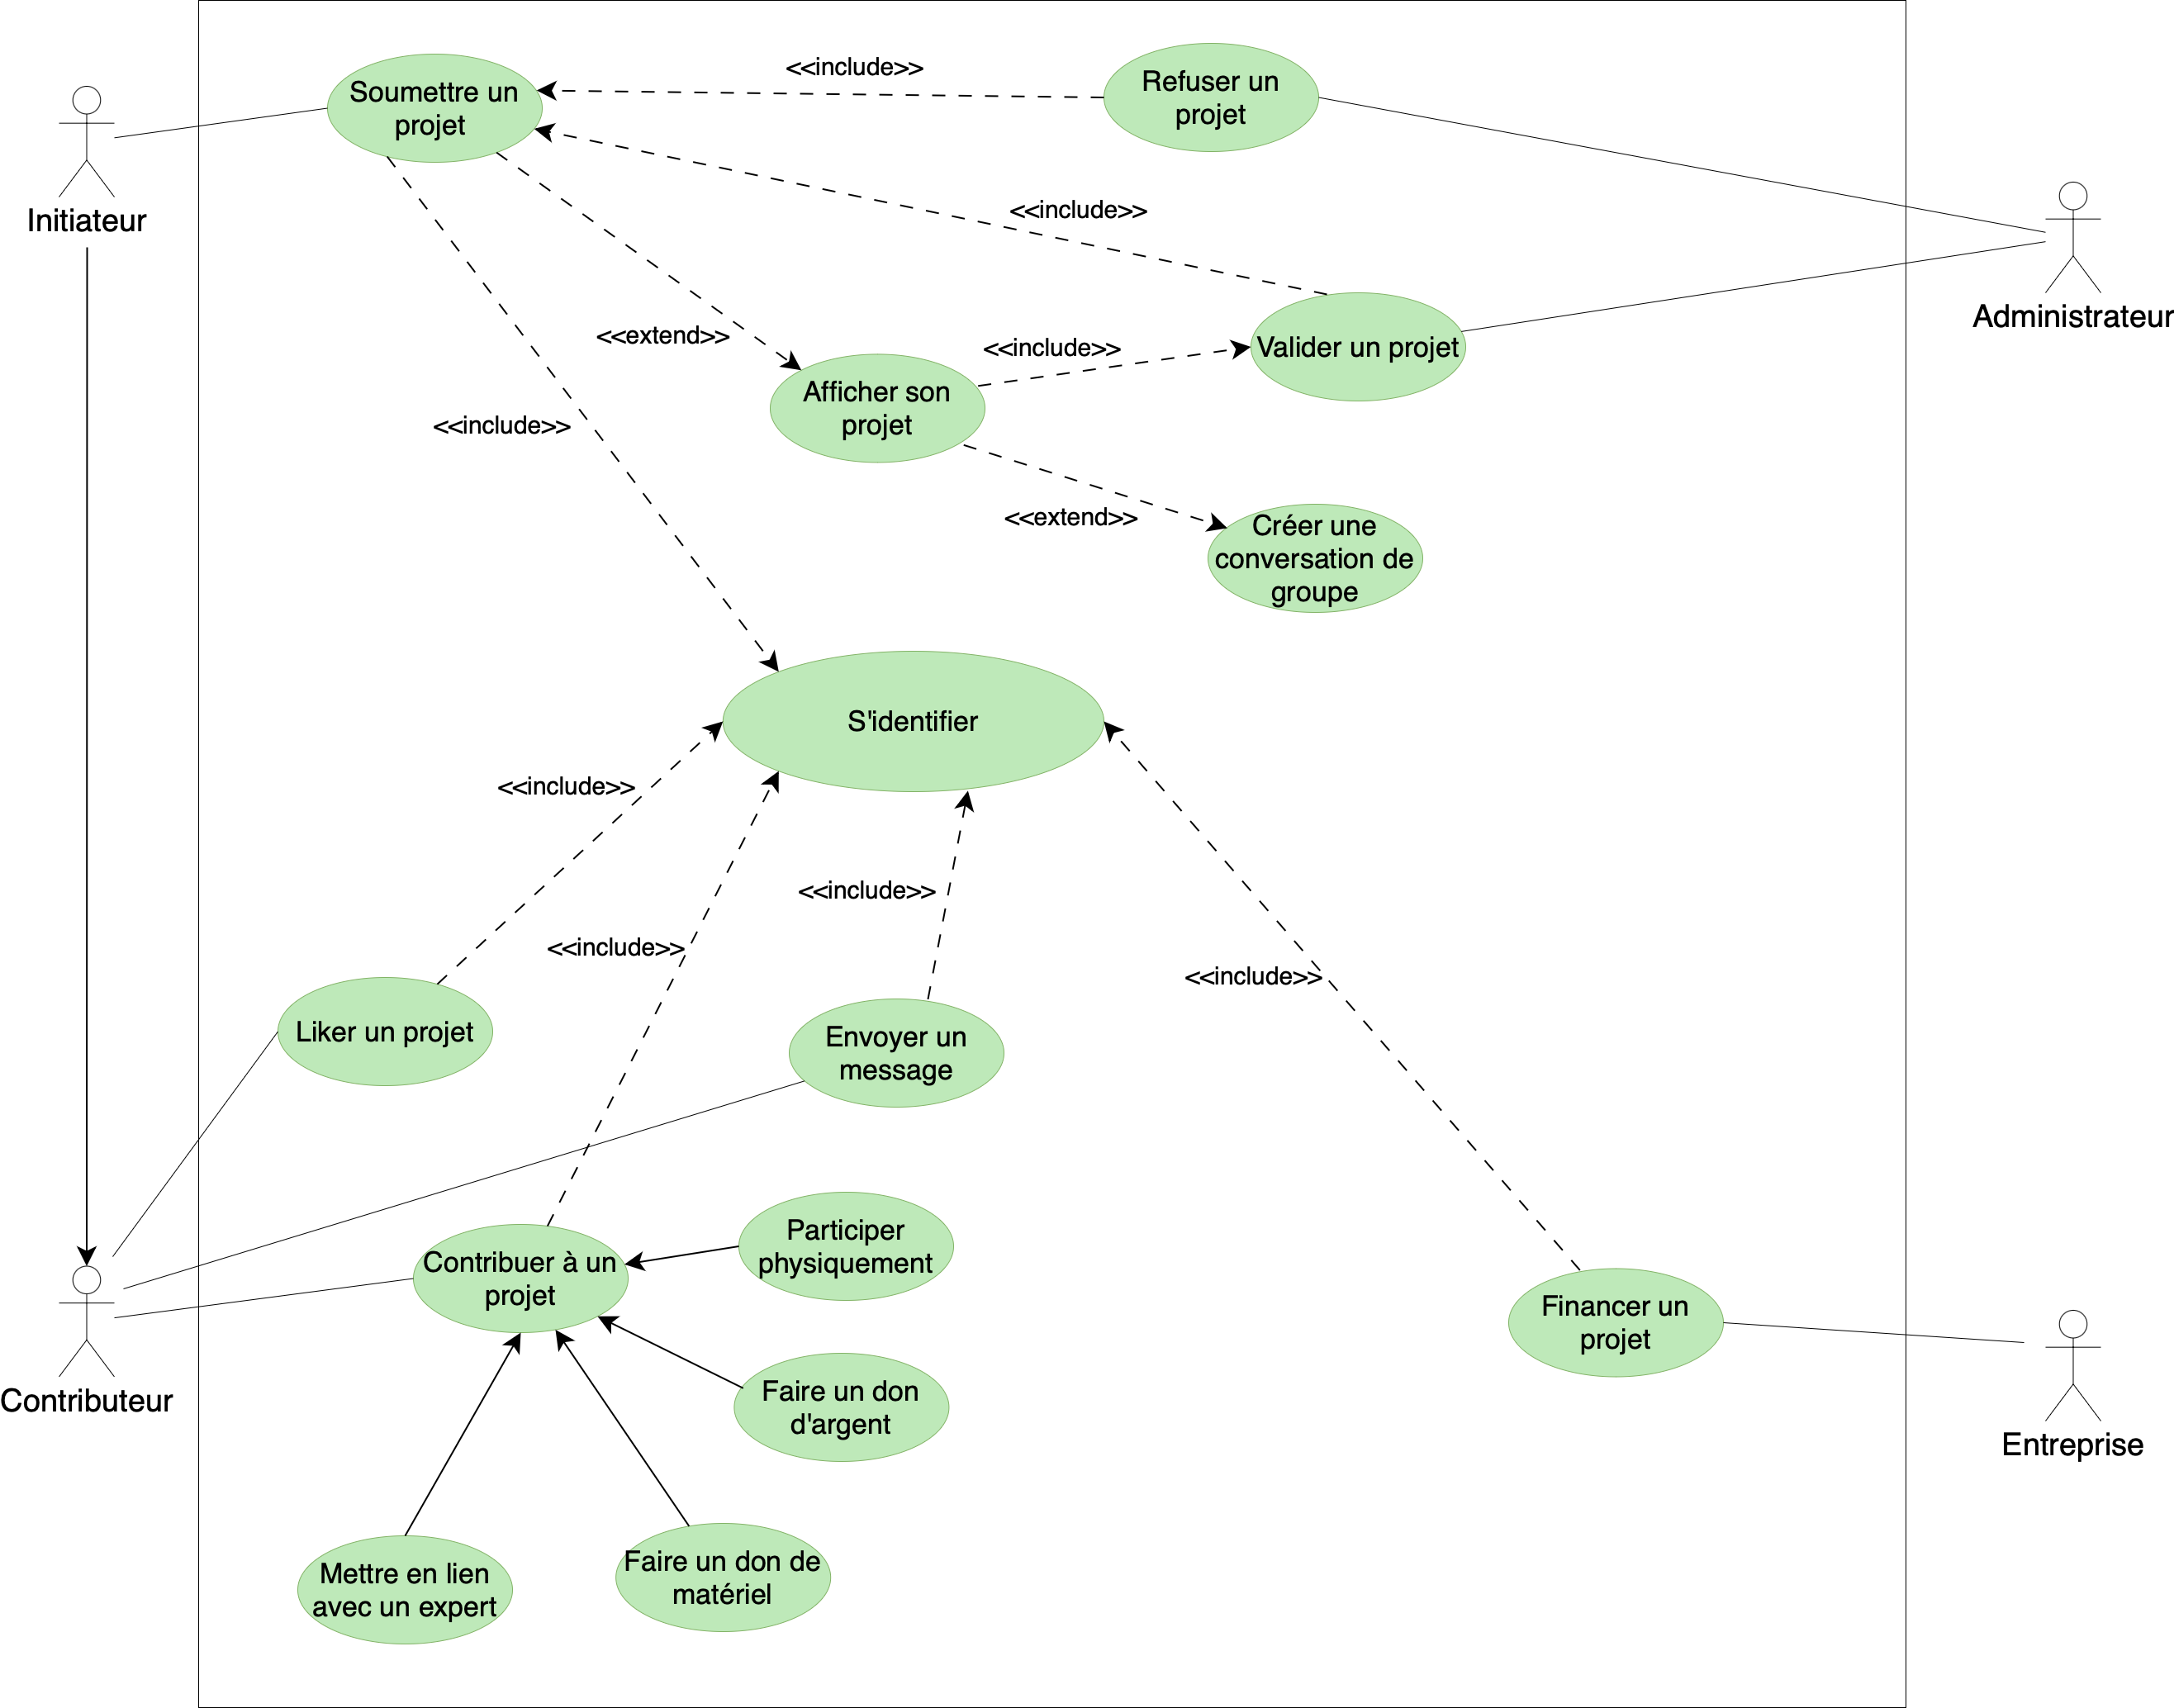 <<include>>
Refuser un
projet
Soumettre un
projet
Initiateur
<<include>>
Administrateur
<<extend>>
<<include>>
Valider un projet
Afficher son
projet
<<include>>
<<extend>>
Créer une
conversation de
groupe
S'identifier
<<include>>
<<include>>
<<include>>
<<include>>
Liker un projet
Envoyer un
message
Participer
physiquement
Contribuer à un
projet
Financer un
projet
Contributeur
Faire un don
d'argent
Entreprise
Mettre en lien
avec un expert
Faire un don de
matériel